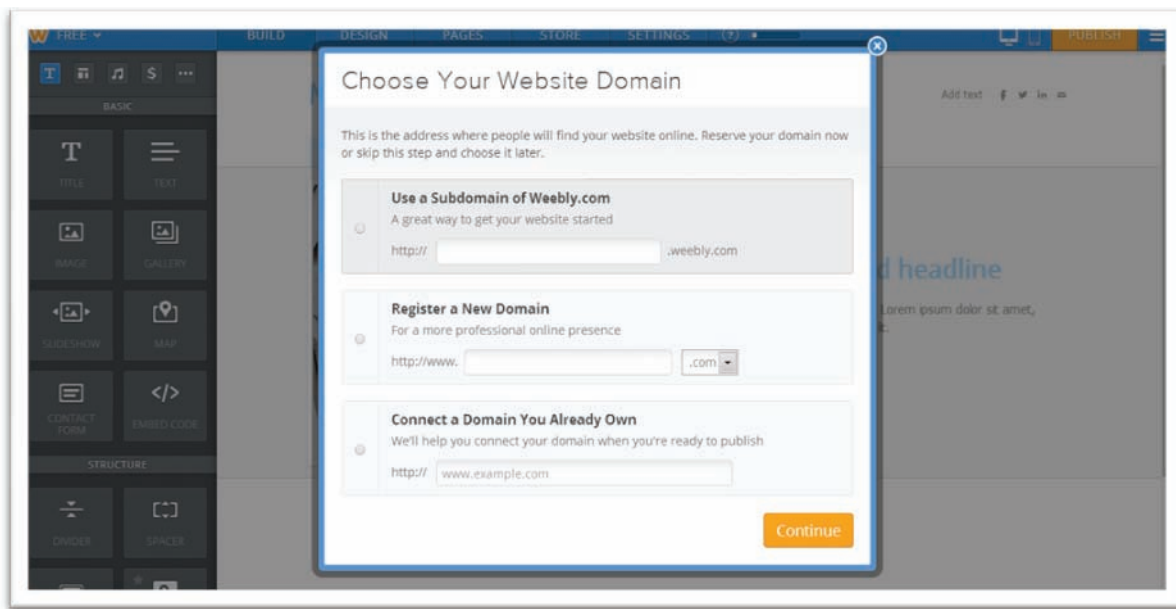 FREE
BUILD DESIGN PAGES STORE SETTINGS
PUBLISH
BASIC
TITLE TEXT
IMAGE GALLERY
SLIDESHOW MAP
CONTACT FORM EMBED CODE
STRUCTURE
DIVIDER SPACER
Add text
Choose Your Website Domain
This is the address where people will find your website online. Reserve your domain now
or skip this step and choose it later.
Use a Subdomain of Weebly.com
A great way to get your website started
http:// .weebly.com
Register a New Domain
For a more professional online presence
http://www. .com
Connect a Domain You Already Own
We'll help you connect your domain when you're ready to publish
http:// www.example.com
Continue
headline
Lorem ipsum dolor sit amet,